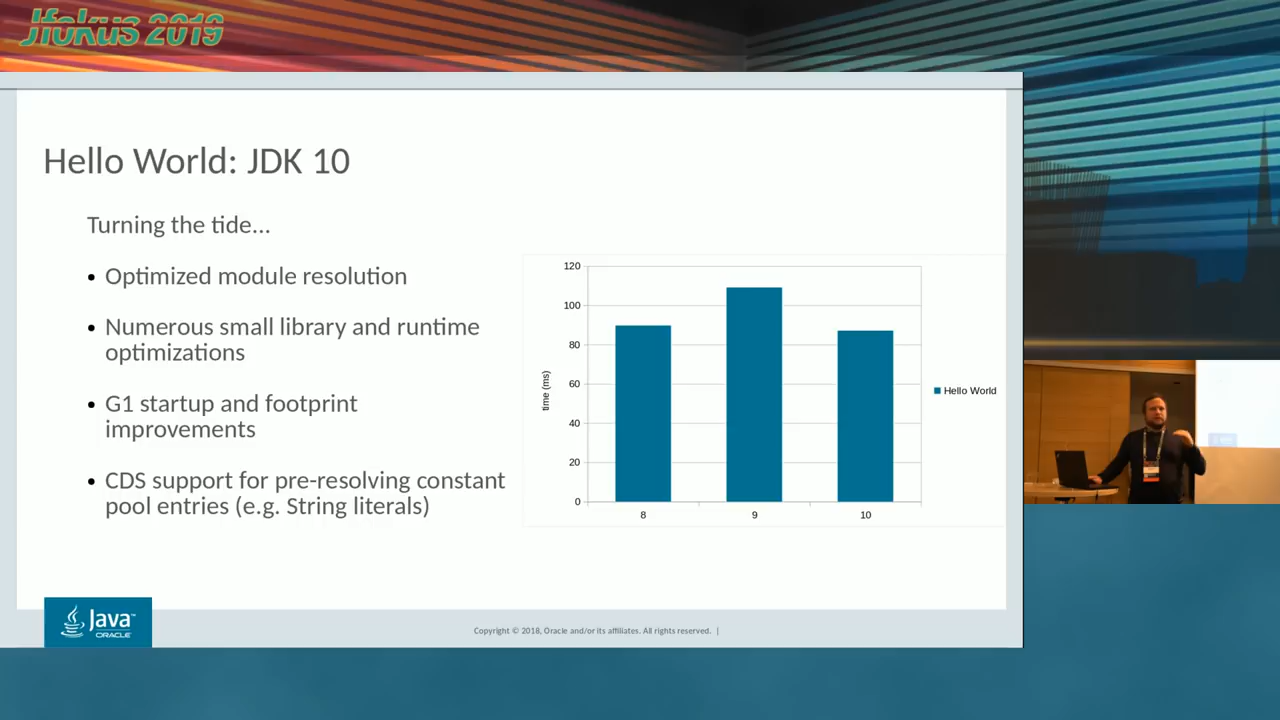 Jfokus 2019
Hello World: JDK 10
Turning the tide...
• Optimized module resolution
• Numerous small library and runtime
optimizations
• G1 startup and footprint
improvements
• CDS support for pre-resolving constant
pool entries (e.g. String literals)
120
100
80
60
40
20
0
time (ms)
8
9
10
Hello World
Java™
ORACLE
Copyright © 2018, Oracle and/or its affiliates. All rights reserved. |